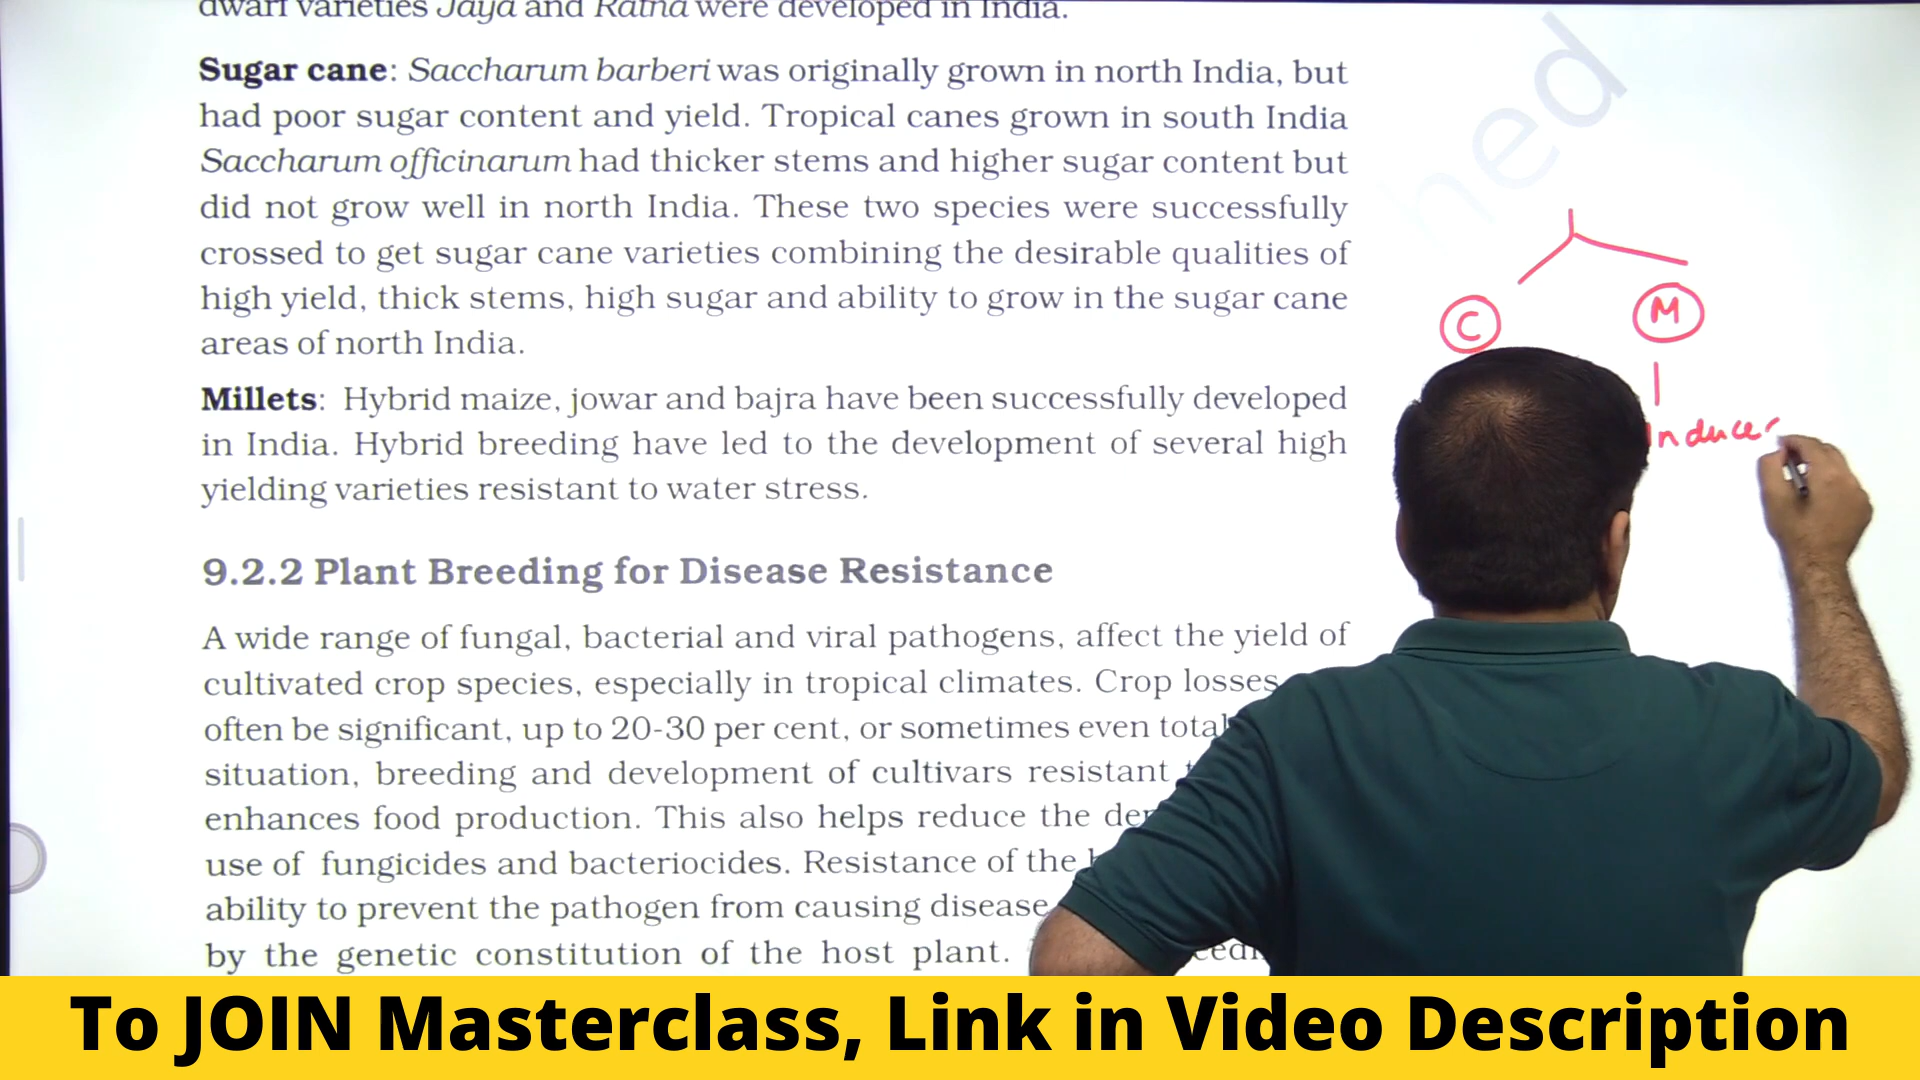 dwarf varieties Jaya and Ratna were developed in India.
Sugar cane: Saccharum barberi was originally grown in north India, but
had poor sugar content and yield. Tropical canes grown in south India
Saccharum officinarum had thicker stems and higher sugar content but
did not grow well in north India. These two species were successfully
crossed to get sugar cane varieties combining the desirable qualities of
high yield, thick stems, high sugar and ability to grow in the sugar cane
areas of north India.
Millets: Hybrid maize, jowar and bajra have been successfully developed
in India. Hybrid breeding have led to the development of several high
yielding varieties resistant to water stress.
9.2.2 Plant Breeding for Disease Resistance
A wide range of fungal, bacterial and viral pathogens, affect the yield of
cultivated crop species, especially in tropical climates. Crop losses
often be significant, up to 20-30 per cent, or sometimes even total
situation, breeding and development of cultivars resistant
enhances food production. This also helps reduce the
use of fungicides and bacteriocides. Resistance of the
ability to prevent the pathogen from causing disease
by the genetic constitution of the host plant.
hed
C M
Induce
To JOIN Masterclass, Link in Video Description